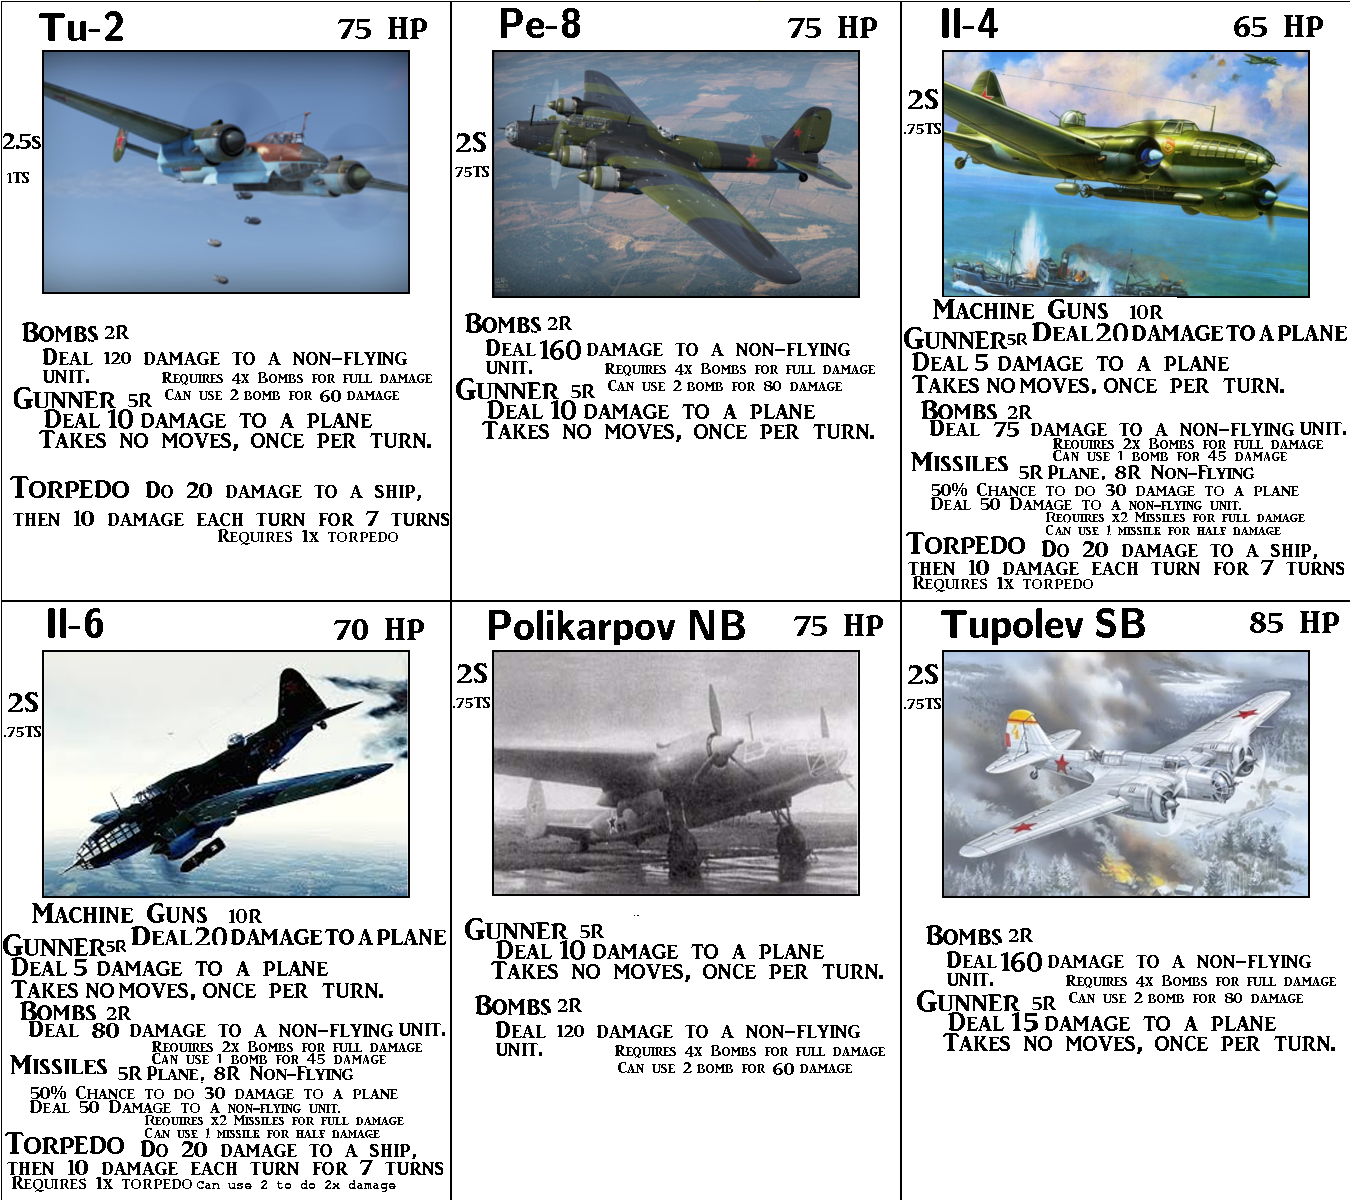 Tu-2
75 HP
2.5S
1TS
BOMBS 2R
DEAL 120 DAMAGE TO A NON-FLYING
UNIT.
REQUIRES 4X BOMBS FOR FULL DAMAGE
CAN USE 2 BOMB FOR 60 DAMAGE
GUNNER 5R
DEAL 10 DAMAGE TO A PLANE
TAKES NO MOVES, ONCE PER TURN.
TORPEDO DO 20 DAMAGE TO A SHIP,
THEN 10 DAMAGE EACH TURN FOR 7 TURNS
REQUIRES 1X TORPEDO
Pe-8
75 HP
2S
75TS
BOMBS 2R
DEAL 160 DAMAGE TO A NON-FLYING
UNIT.
REQUIRES 4X BOMBS FOR FULL DAMAGE
CAN USE 2 BOMB FOR 80 DAMAGE
GUNNER 5R
DEAL 10 DAMAGE TO A PLANE
TAKES NO MOVES, ONCE PER TURN.
Il-4
65 HP
2S
.75TS
MACHINE GUNS 10R
DEAL 20 DAMAGE TO A PLANE
GUNNER 5R
DEAL 5 DAMAGE TO A PLANE
TAKES NO MOVES, ONCE PER TURN.
BOMBS 2R
DEAL 75 DAMAGE TO A NON-FLYING UNIT.
REQUIRES 2X BOMBS FOR FULL DAMAGE
CAN USE 1 BOMB FOR 45 DAMAGE
MISSILES 5R PLANE, 8R NON-FLYING
50% CHANCE TO DO 30 DAMAGE TO A PLANE
DEAL 50 DAMAGE TO A NON-FLYING UNIT.
REQUIRES X2 MISSILES FOR FULL DAMAGE
CAN USE 1 MISSILE FOR HALF DAMAGE
TORPEDO DO 20 DAMAGE TO A SHIP,
THEN 10 DAMAGE EACH TURN FOR 7 TURNS
REQUIRES 1X TORPEDO
Il-6
70 HP
2S
.75TS
MACHINE GUNS 10R
DEAL 20 DAMAGE TO A PLANE
GUNNER 5R
DEAL 5 DAMAGE TO A PLANE
TAKES NO MOVES, ONCE PER TURN.
BOMBS 2R
DEAL 80 DAMAGE TO A NON-FLYING UNIT.
REQUIRES 2X BOMBS FOR FULL DAMAGE
CAN USE 1 BOMB FOR 45 DAMAGE
MISSILES 5R PLANE, 8R NON-FLYING
50% CHANCE TO DO 30 DAMAGE TO A PLANE
DEAL 50 DAMAGE TO A NON-FLYING UNIT.
REQUIRES X2 MISSILES FOR FULL DAMAGE
CAN USE 1 MISSILE FOR HALF DAMAGE
TORPEDO DO 20 DAMAGE TO A SHIP,
THEN 10 DAMAGE EACH TURN FOR 7 TURNS
REQUIRES 1X TORPEDO Can use 2 to do 2x damage
Polikarpov NB
75 HP
2S
.75TS
GUNNER 5R
DEAL 10 DAMAGE TO A PLANE
TAKES NO MOVES, ONCE PER TURN.
BOMBS 2R
DEAL 120 DAMAGE TO A NON-FLYING
UNIT.
REQUIRES 4X BOMBS FOR FULL DAMAGE
CAN USE 2 BOMB FOR 60 DAMAGE
Tupolev SB
85 HP
2S
.75TS
BOMBS 2R
DEAL 160 DAMAGE TO A NON-FLYING
UNIT.
REQUIRES 4X BOMBS FOR FULL DAMAGE
CAN USE 2 BOMB FOR 80 DAMAGE
GUNNER 5R
DEAL 15 DAMAGE TO A PLANE
TAKES NO MOVES, ONCE PER TURN.